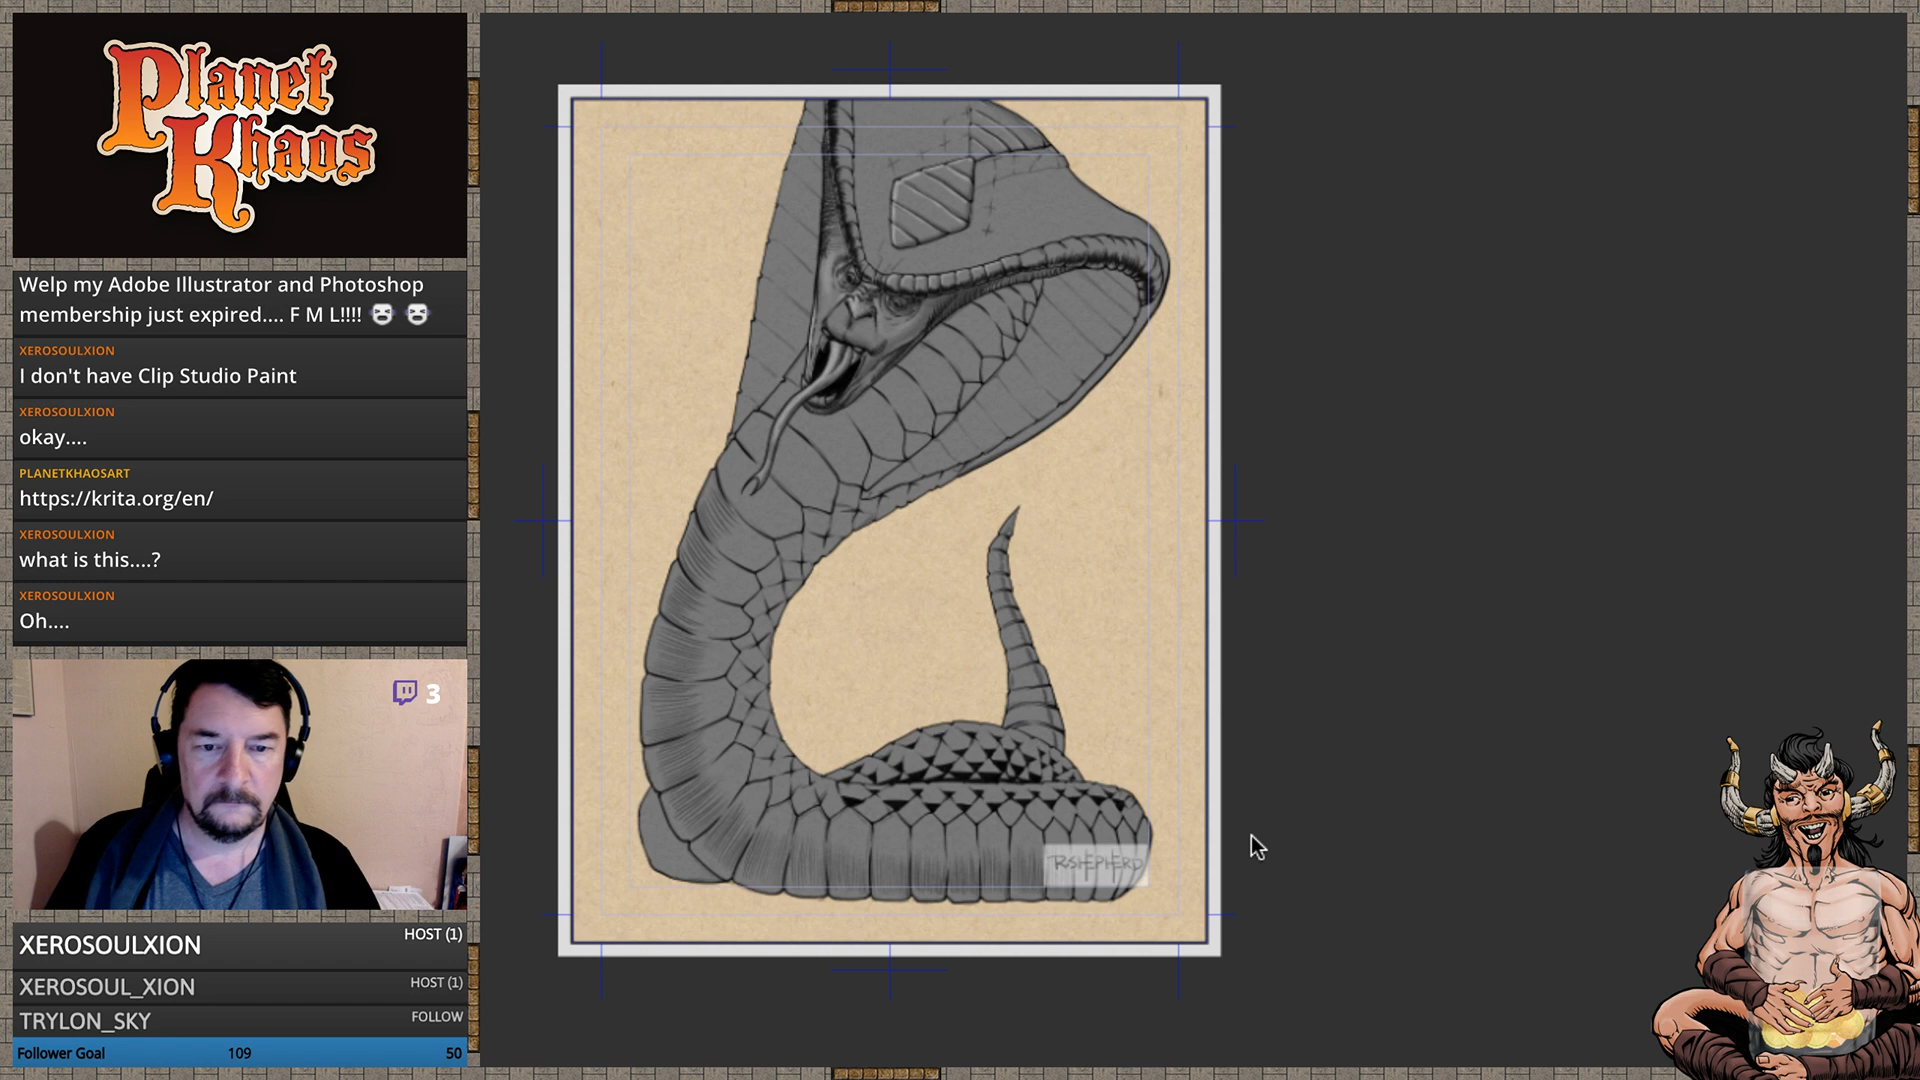 Planet
Khaos
Welp my Adobe Illustrator and Photoshop
membership just expired.... F M L!!!!
XEROSOULXION
I don't have Clip Studio Paint
XEROSOULXION
okay....
PLANETKHAOSART
https://krita.org/en/
XEROSOULXION
what is this....?
XEROSOULXION
Oh....
3
XEROSOULXION HOST (1)
XEROSOUL_XION HOST (1)
TRYLON_SKY FOLLOW
Follower Goal 109 50
R.SHEPHERD